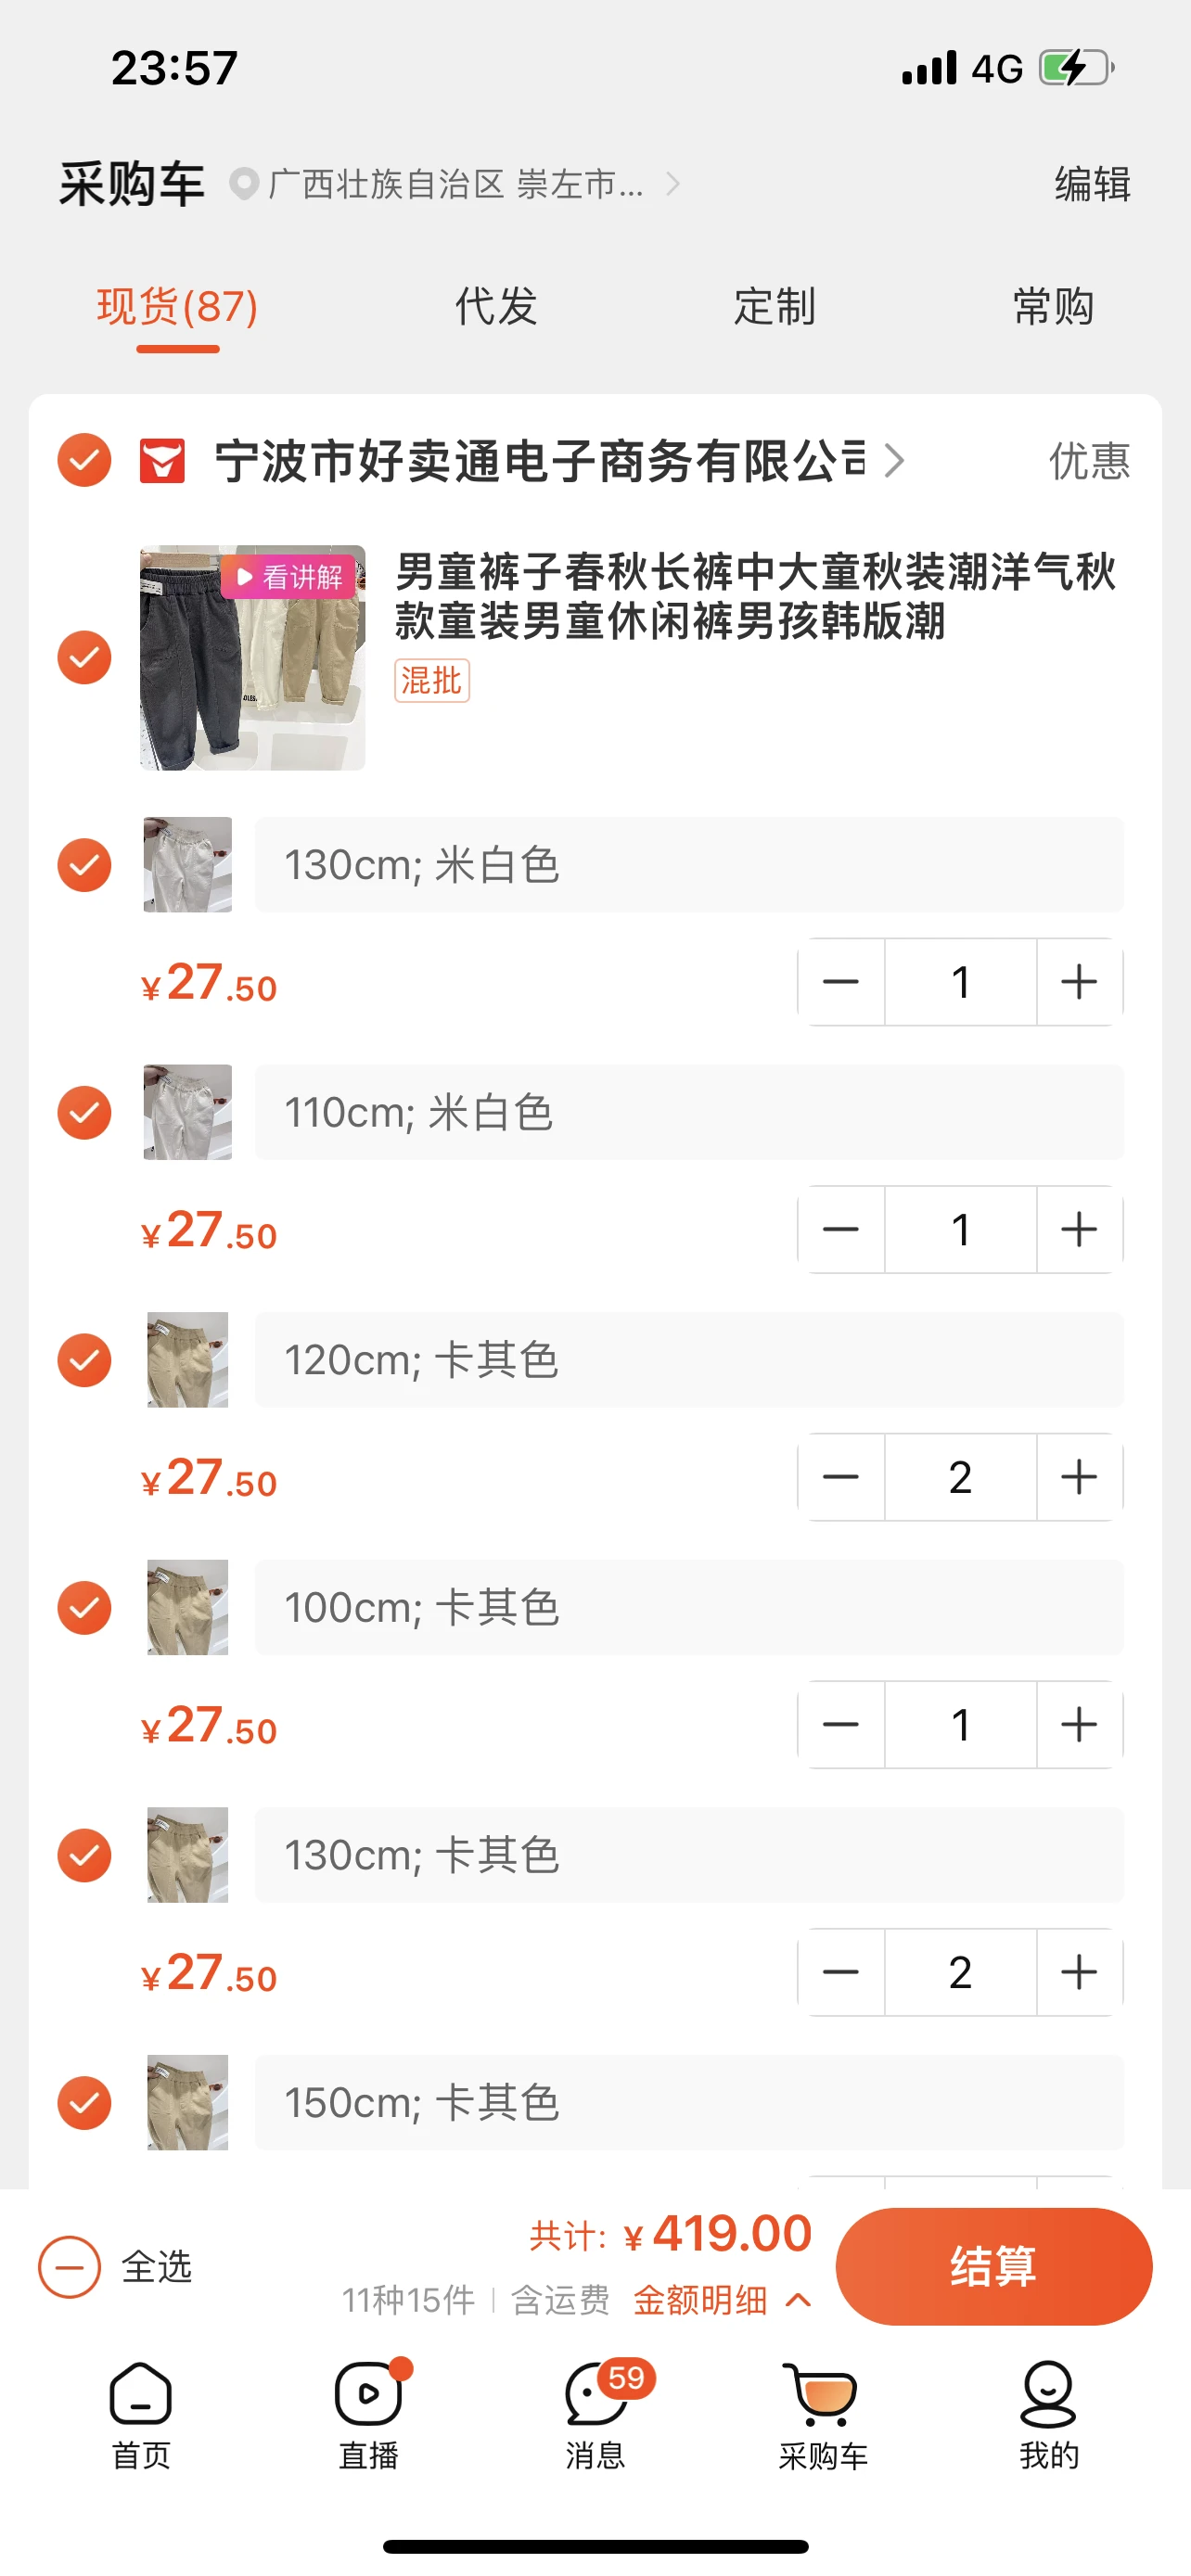 23:57
4G
采购车
广西壮族自治区 崇左市...
编辑
现货(87)
代发
定制
常购
宁波市好卖通电子商务有限公司
优惠
看讲解
男童裤子春秋长裤中大童秋装潮洋气秋
款童装男童休闲裤男孩韩版潮
混批
130cm; 米白色
¥27.50
1
110cm; 米白色
¥27.50
1
120cm; 卡其色
¥27.50
2
100cm; 卡其色
¥27.50
1
130cm; 卡其色
¥27.50
2
150cm; 卡其色
全选
共计: ¥419.00
11种15件
含运费
金额明细
结算
59
首页
直播
消息
采购车
我的